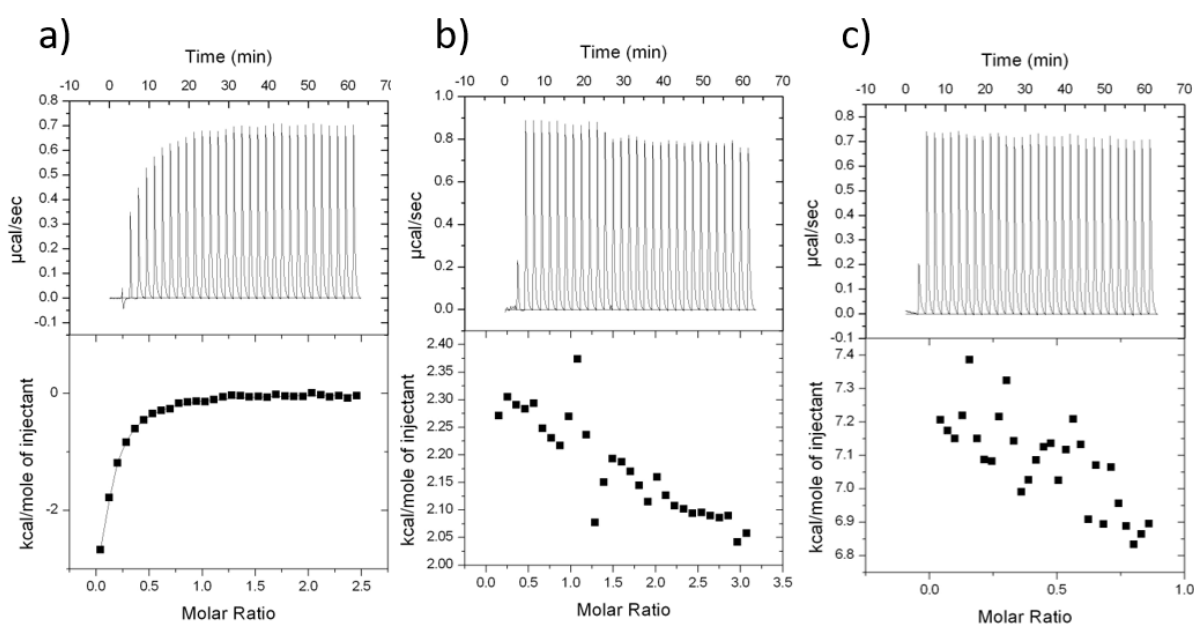 a)
Time (min)
-10 0 10 20 30 40 50 60 70
0.8
0.7
0.6
0.5
0.4
0.3
0.2
0.1
0.0
-0.1
µcal/sec
0
-2
kcal/mole of injectant
0.0 0.5 1.0 1.5 2.0 2.5
Molar Ratio
b)
Time (min)
-10 0 10 20 30 40 50 60 70
1.0
0.8
0.6
0.4
0.2
0.0
µcal/sec
2.40
2.35
2.30
2.25
2.20
2.15
2.10
2.05
2.00
kcal/mole of injectant
0.0 0.5 1.0 1.5 2.0 2.5 3.0 3.5
Molar Ratio
c)
Time (min)
-10 0 10 20 30 40 50 60 70
0.8
0.7
0.6
0.5
0.4
0.3
0.2
0.1
0.0
-0.1
µcal/sec
7.4
7.3
7.2
7.1
7.0
6.9
6.8
kcal/mole of injectant
0.0 0.5 1.0
Molar Ratio